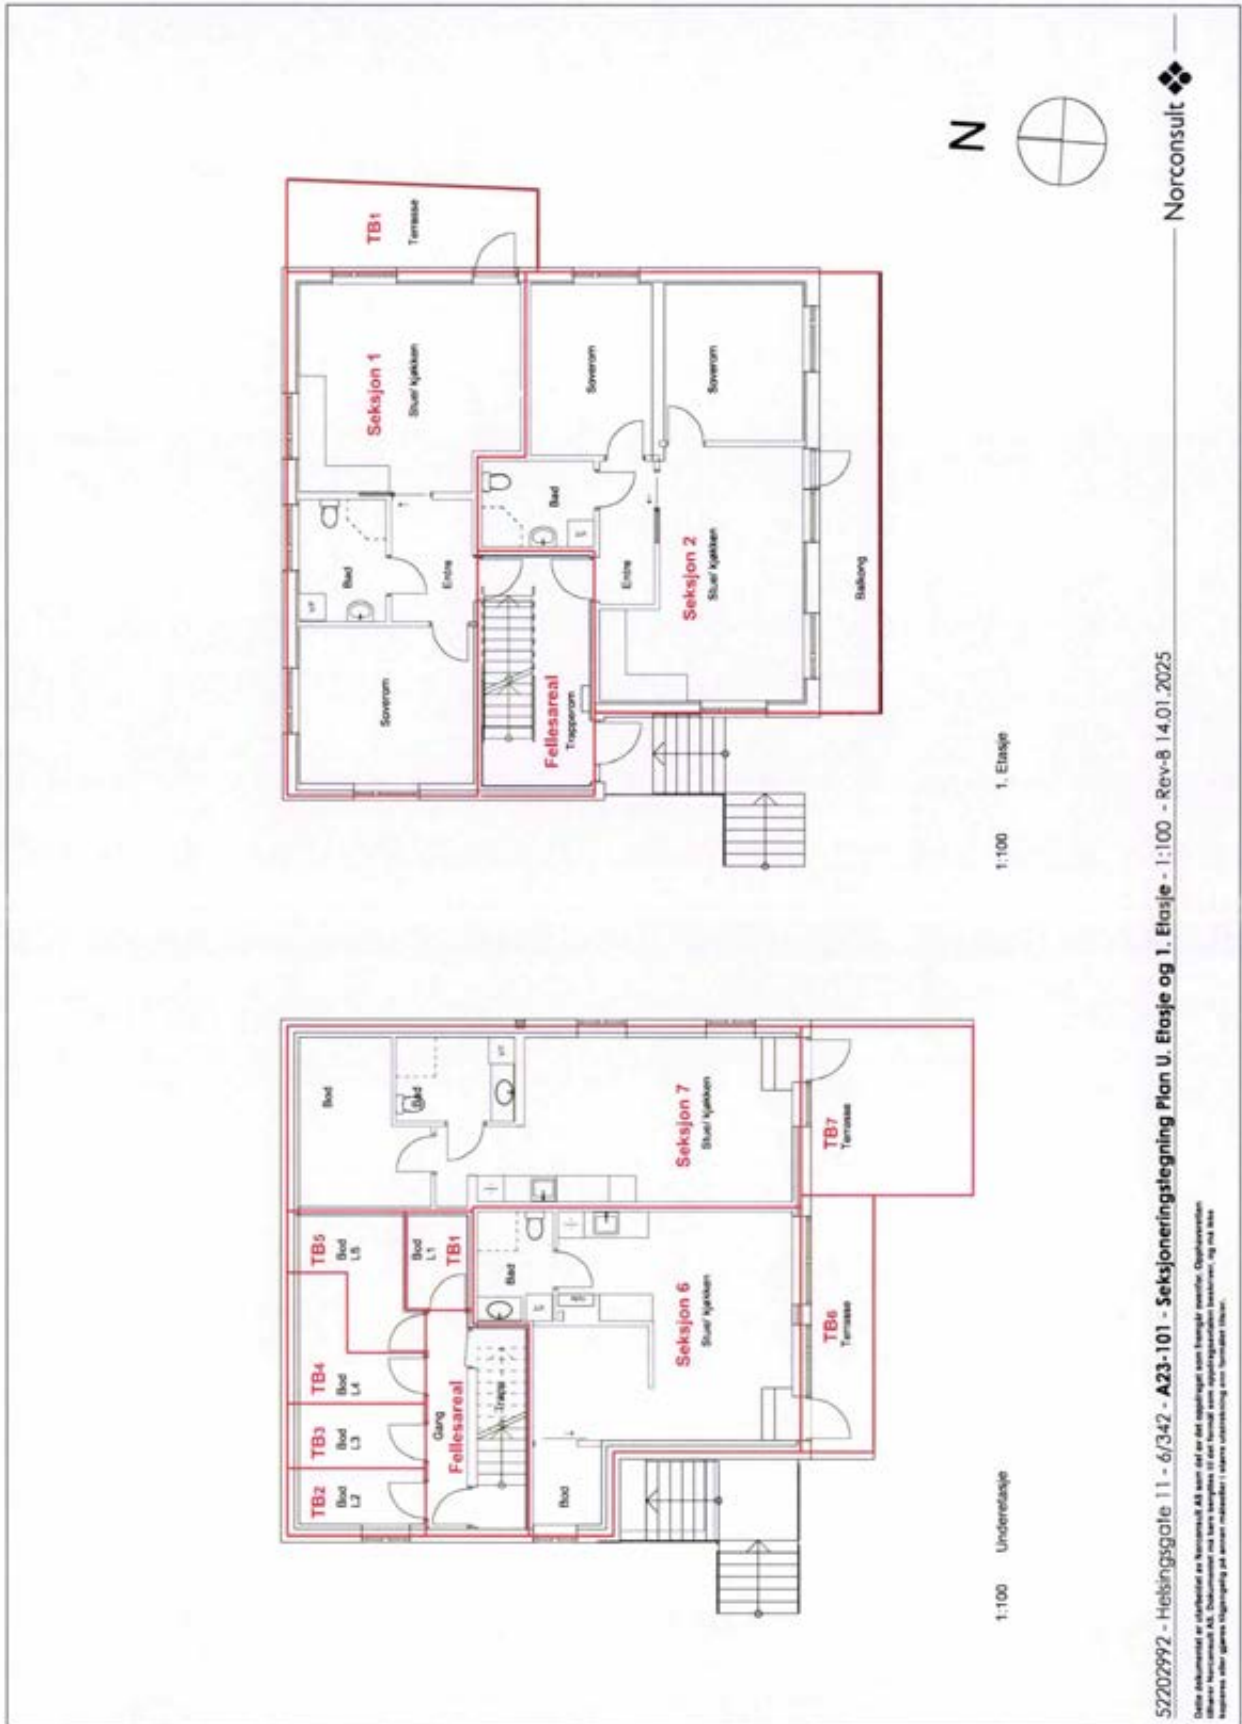 TB2
Bod
L2
TB3
Bod
L3
TB4
Bod
L4
TB5
Bod
L5
Bod
Gang
Fellesareal
Bod
L1
TB1
Bad
Trapp
Bad
VT
Bod
Seksjon 6
Stue/ kjøkken
Seksjon 7
Stue/ kjøkken
TB6
Terrasse
TB7
Terrasse
1:100 Underetasje
Soverom
Bad
VT
Entre
Seksjon 1
Stue/ kjøkken
TB1
Terrasse
Fellesareal
Trapperom
Bad
Entre
Soverom
Seksjon 2
Stue/ kjøkken
Soverom
Balkong
1:100 1. Etasje
N
52202992 - Helsingsgate 11 - 6/342 - A23-101 - Seksjoneringstegning Plan U. Etasje og 1. Etasje - 1:100 - Rev-B 14.01.2025
Norconsult